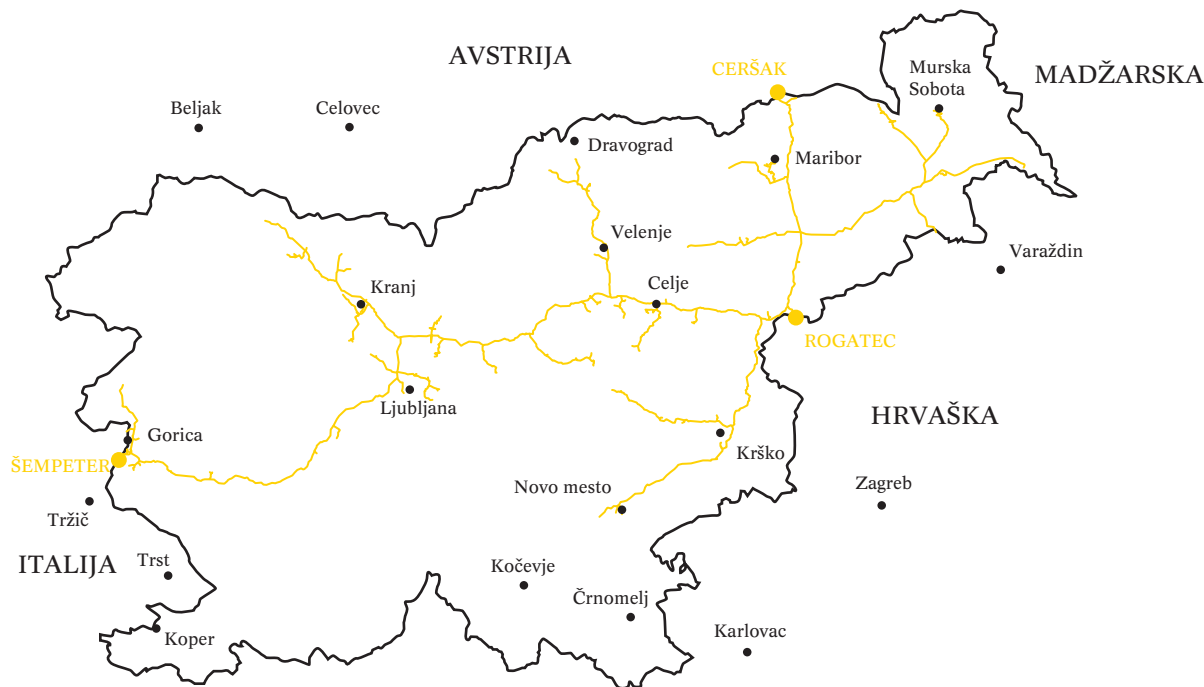 AVSTRIJA
CERŠAK
Murska
Sobota
MADŽARSKA
Beljak
Celovec
Dravograd
Maribor
Velenje
Varaždin
Kranj
Celje
ROGATEC
Ljubljana
HRVAŠKA
Gorica
Krško
ŠEMPETER
Novo mesto
Zagreb
Tržič
ITALIJA
Trst
Kočevje
Črnomelj
Koper
Karlovac